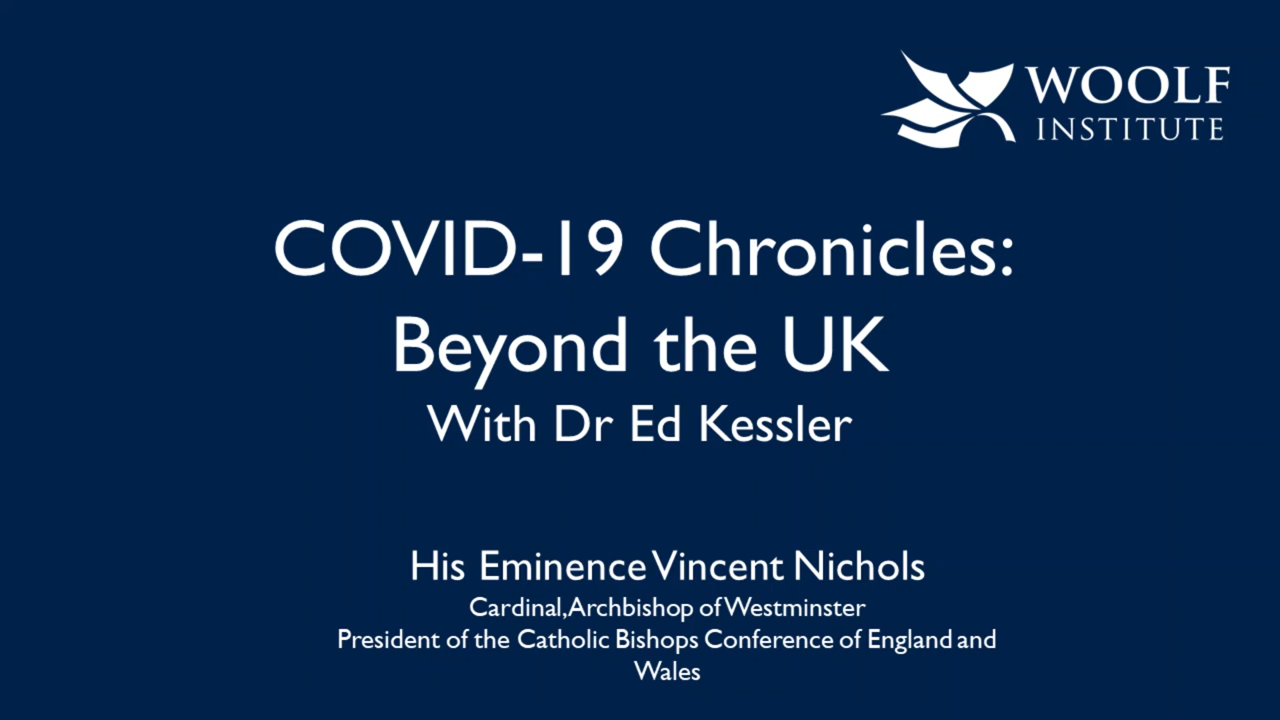 WOOLF
INSTITUTE
COVID-19 Chronicles:
Beyond the UK
With Dr Ed Kessler
His Eminence Vincent Nichols
Cardinal, Archbishop of Westminster
President of the Catholic Bishops Conference of England and
Wales